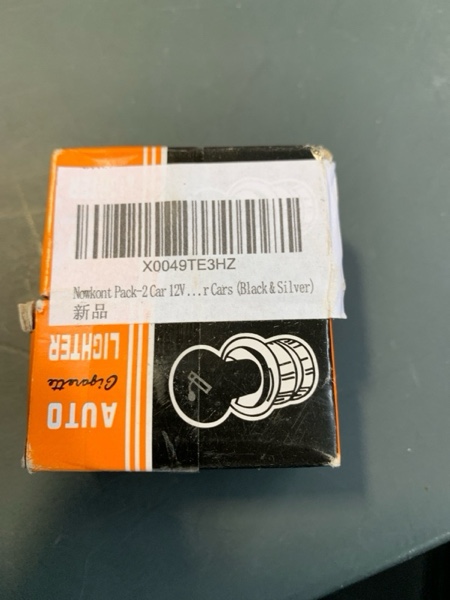 X0049TE3HZ
Nowkont Pack-2 Car 12V...r Cars (Black & Silver)
新品
AUTO
Cigarette
LIGHTER